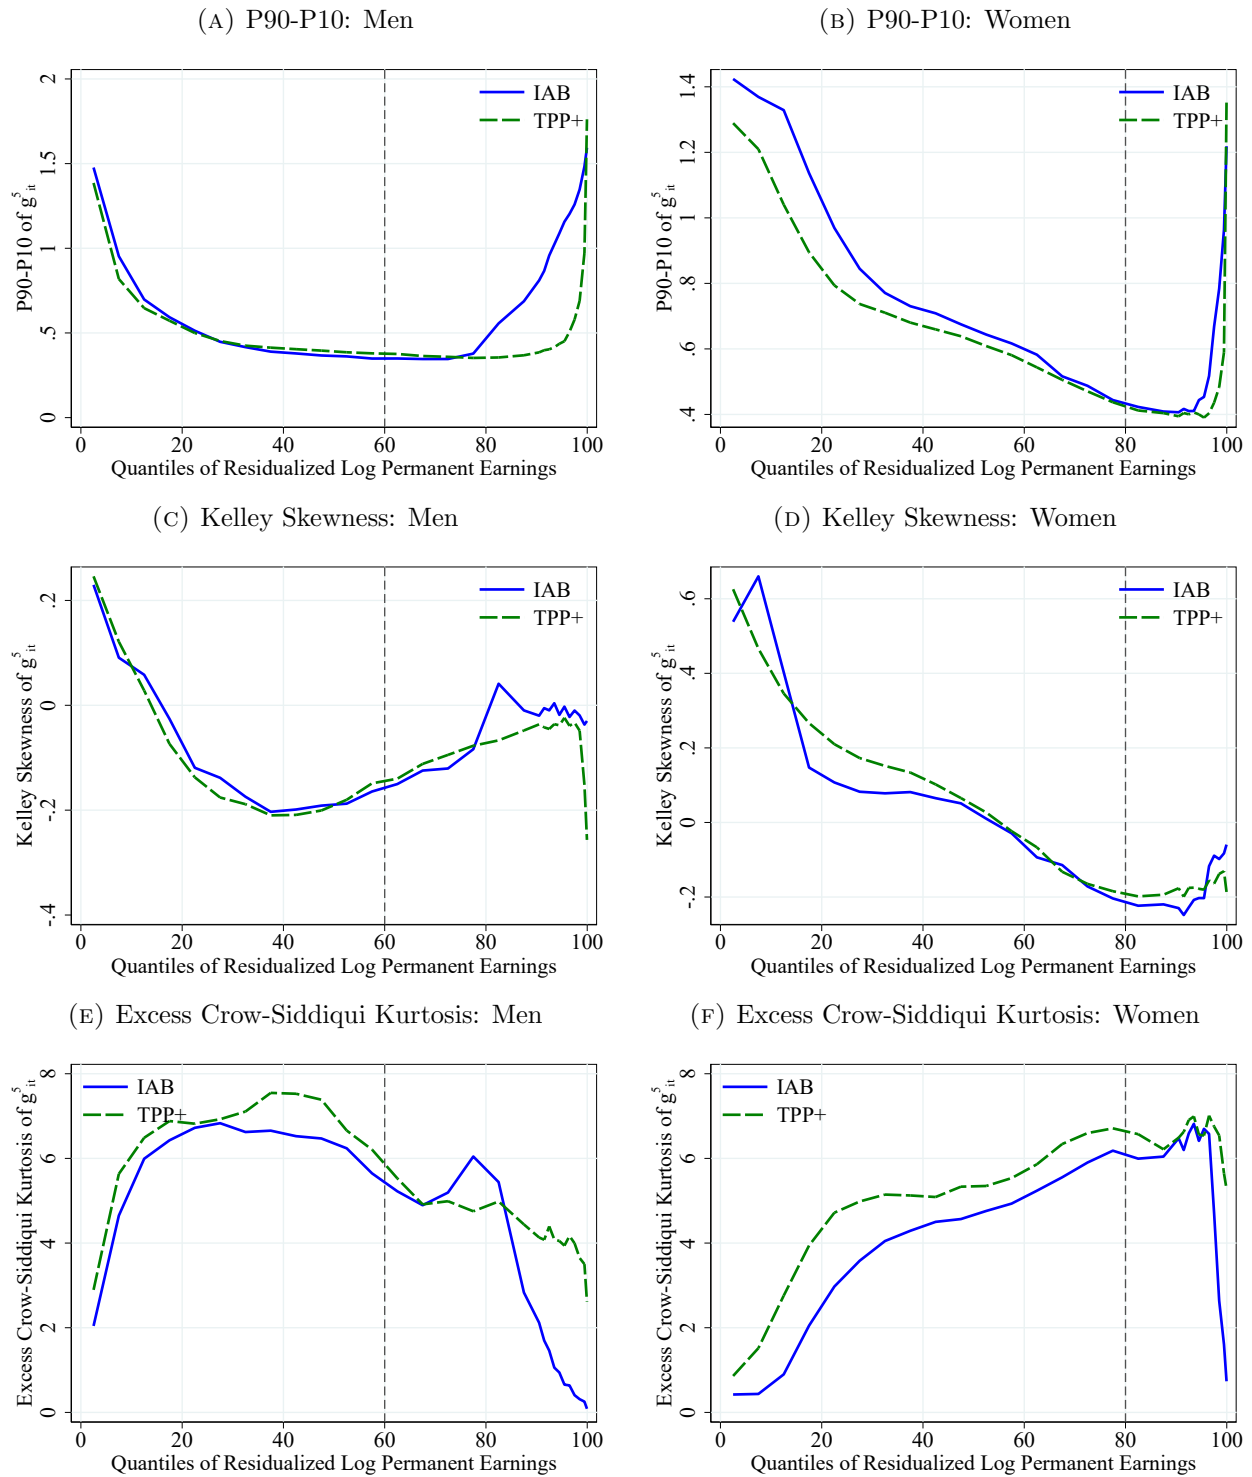 (A) P90-P10: Men
P90-P10 of g⁵ᵢₜ
0
.5
1
1.5
2
IAB
TPP+
0 20 40 60 80 100
Quantiles of Residualized Log Permanent Earnings
(B) P90-P10: Women
P90-P10 of g⁵ᵢₜ
.4
.6
.8
1
1.2
1.4
IAB
TPP+
0 20 40 60 80 100
Quantiles of Residualized Log Permanent Earnings
(C) Kelley Skewness: Men
Kelley Skewness of g⁵ᵢₜ
-.4
-.2
0
.2
IAB
TPP+
0 20 40 60 80 100
Quantiles of Residualized Log Permanent Earnings
(D) Kelley Skewness: Women
Kelley Skewness of g⁵ᵢₜ
-.2
0
.2
.4
.6
IAB
TPP+
0 20 40 60 80 100
Quantiles of Residualized Log Permanent Earnings
(E) Excess Crow-Siddiqui Kurtosis: Men
Excess Crow-Siddiqui Kurtosis of g⁵ᵢₜ
0
2
4
6
8
IAB
TPP+
0 20 40 60 80 100
Quantiles of Residualized Log Permanent Earnings
(F) Excess Crow-Siddiqui Kurtosis: Women
Excess Crow-Siddiqui Kurtosis of g⁵ᵢₜ
0
2
4
6
8
IAB
TPP+
0 20 40 60 80 100
Quantiles of Residualized Log Permanent Earnings